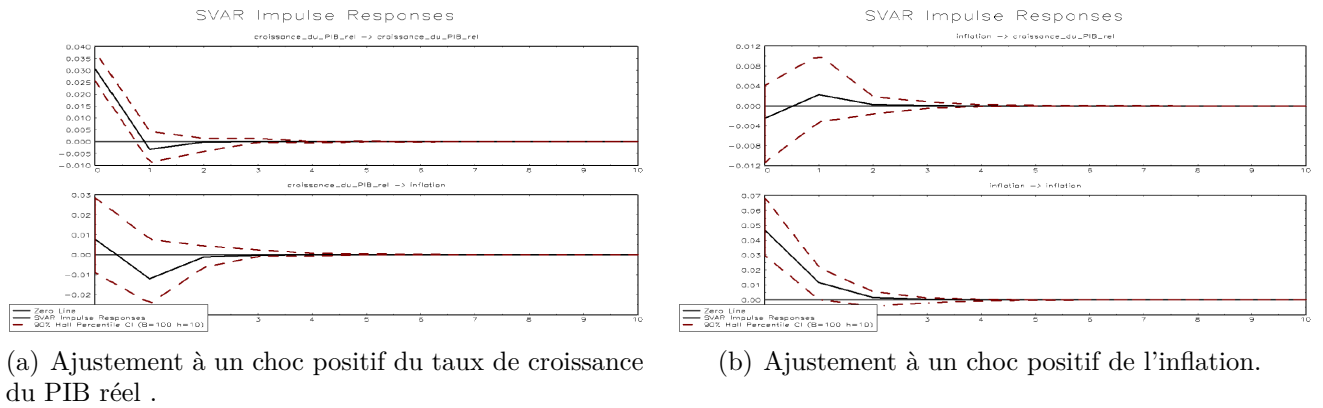 SVAR Impulse Responses
croissance_du_PIB_rel -> croissance_du_PIB_rel
0.040
0.035
0.030
0.025
0.020
0.015
0.010
0.005
0.000
-0.005
-0.010
0 1 2 3 4 5 6 7 8 9 10
croissance_du_PIB_rel -> inflation
0.03
0.02
0.01
0.00
-0.01
-0.02
3 4 5 6 7 8 9 10
Zero Line
SVAR Impulse Responses
90% Hall Percentile CI (B=100 h=10)
(a) Ajustement à un choc positif du taux de croissance
du PIB réel .
SVAR Impulse Responses
inflation -> croissance_du_PIB_rel
0.012
0.008
0.004
0.000
-0.004
-0.008
-0.012
0 1 2 3 4 5 6 7 8 9 10
inflation -> inflation
0.07
0.06
0.05
0.04
0.03
0.02
0.01
0.00
3 4 5 6 7 8 9 10
Zero Line
SVAR Impulse Responses
90% Hall Percentile CI (B=100 h=10)
(b) Ajustement à un choc positif de l'inflation.